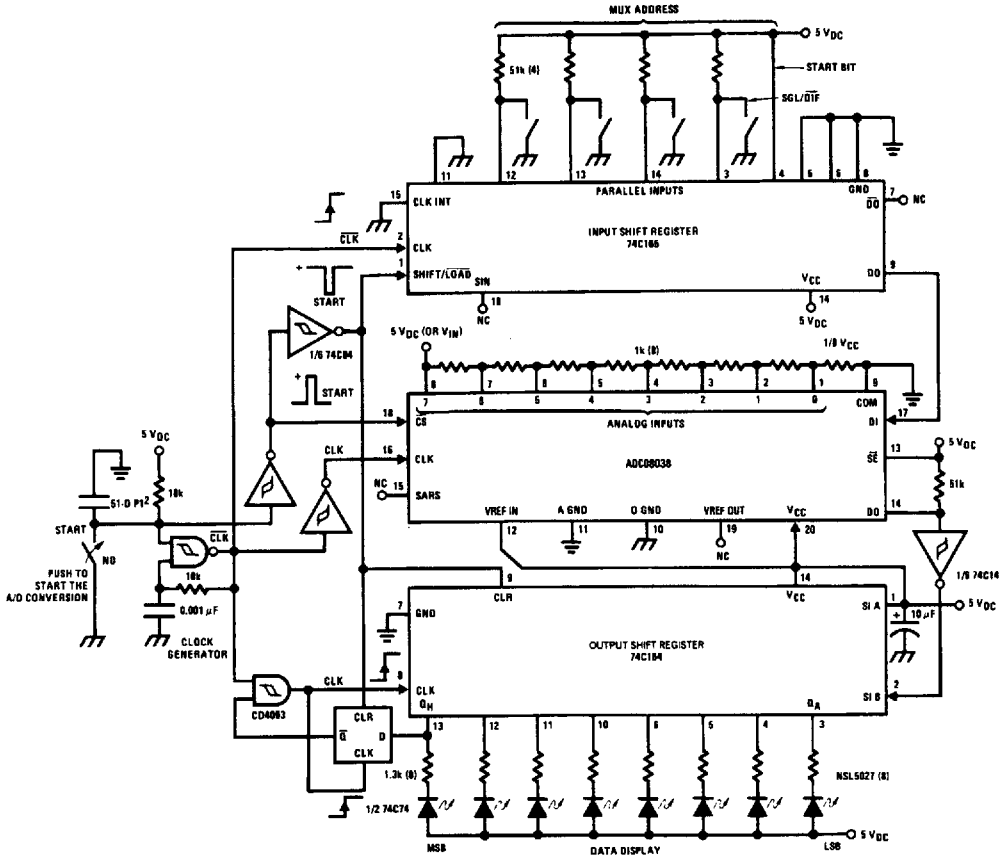 MUX ADDRESS
5 VDC
51k (4)
START BIT
SGL/DIF
11
12
13
14
3
4
5
6
8
PARALLEL INPUTS
GND
15
CLK INT
7
DO
NC
INPUT SHIFT REGISTER
74C165
CLK
2
CLK
1
SHIFT/LOAD
9
DO
+
START
SIN
10
NC
VCC
14
5 VDC
1/6 74C04
5 VDC (OR VIN)
1k (8)
1/8 VCC
+
START
8
7
6
5
4
3
2
1
9
7
6
5
4
3
2
1
0
COM
18
CS
ANALOG INPUTS
DI
17
CLK
16
CLK
ADC08038
13
SE
5 VDC
5 VDC
51k
NC
15
SARS
14
DO
51-D P1²
10k
VREF IN
A GND
D GND
VREF OUT
VCC
12
11
10
19
20
NC
START
CLK
NO
PUSH TO
START THE
A/D CONVERSION
10k
1/6 74C14
9
14
CLR
VCC
0.001 µF
7
GND
SI A
1
5 VDC
+
10 µF
CLOCK
GENERATOR
OUTPUT SHIFT REGISTER
74C164
CLK
8
CLK
2
SI B
CD4093
QH
QA
CLR
Q
D
CLK
13
12
11
10
6
5
4
3
1.3k (8)
NSL5027 (8)
1/2 74C74
MSB
DATA DISPLAY
LSB
5 VDC